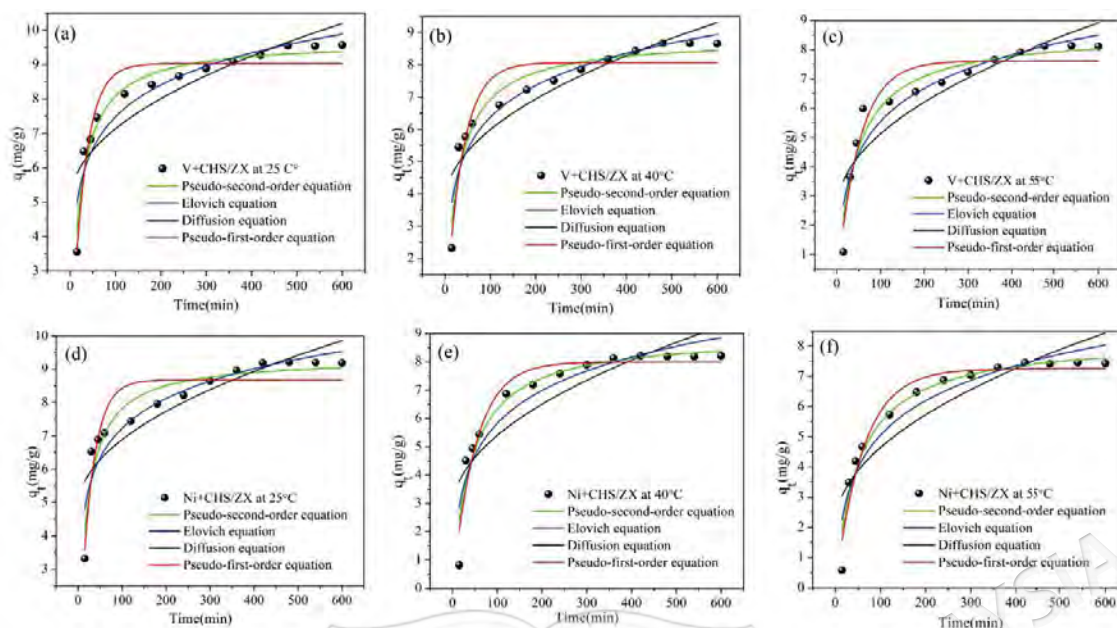 (a)
q_t(mg/g)
10
9
8
7
6
5
4
3
V+CHS/ZX at 25 C°
Pseudo-second-order equation
Elovich equation
Diffusion equation
Pseudo-first-order equation
0 100 200 300 400 500 600
Time(min)
(b)
q_t(mg/g)
9
8
7
6
5
4
3
2
V+CHS/ZX at 40°C
Pseudo-second-order equation
Elovich equation
Diffusion equation
Pseudo-first-order equation
0 100 200 300 400 500 600
Time(min)
(c)
q_t(mg/g)
9
8
7
6
5
4
3
2
1
V+CHS/ZX at 55°C
Pseudo-second-order equation
Elovich equation
Diffusion equation
Pseudo-first-order equation
0 100 200 300 400 500 600
Time(min)
(d)
q_t(mg/g)
10
9
8
7
6
5
4
3
Ni+CHS/ZX at 25°C
Pseudo-second-order equation
Elovich equation
Diffusion equation
Pseudo-first-order equation
0 100 200 300 400 500 600
Time(min)
(e)
q_t(mg/g)
9
8
7
6
5
4
3
2
1
0
Ni+CHS/ZX at 40°C
Pseudo-second-order equation
Elovich equation
Diffusion equation
Pseudo-first-order equation
0 100 200 300 400 500 600
Time(min)
(f)
q_t(mg/g)
8
7
6
5
4
3
2
1
0
Ni+CHS/ZX at 55°C
Pseudo-second-oder equation
Elovich equation
Diffusion equation
Pseudo-first-order equation
0 100 200 300 400 500 600
Time(min)